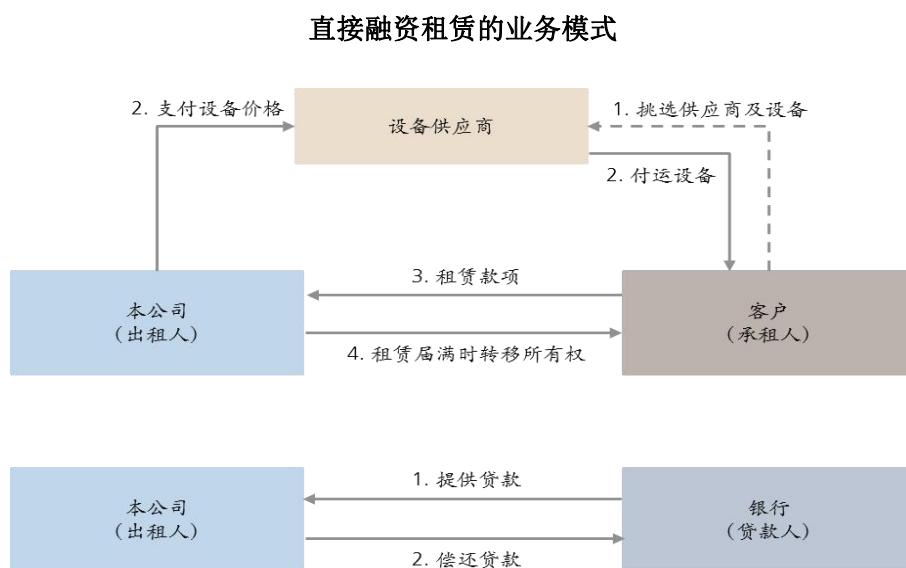 直接融资租赁的业务模式
2. 支付设备价格
设备供应商
1. 挑选供应商及设备
2. 付运设备
本公司
（出租人）
3. 租赁款项
4. 租赁届满时转移所有权
客户
（承租人）
本公司
（出租人）
1. 提供贷款
2. 偿还贷款
银行
（贷款人）